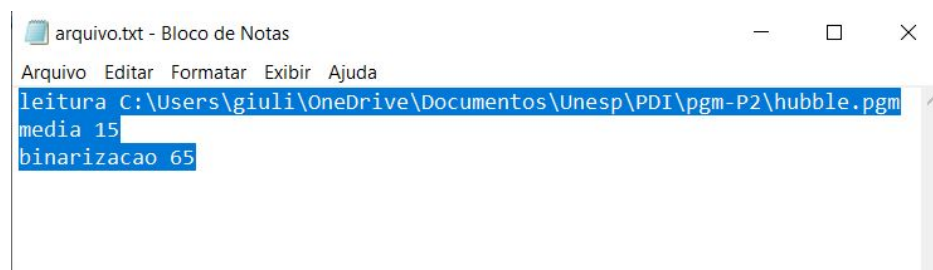 arquivo.txt - Bloco de Notas
Arquivo Editar Formatar Exibir Ajuda
leitura C:\Users\giuli\OneDrive\Documentos\Unesp\PDI\pgm-P2\hubble.pgm
media 15
binarizacao 65